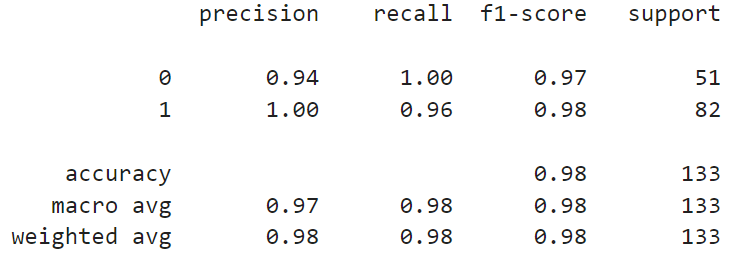 precision recall f1-score support
0 0.94 1.00 0.97 51
1 1.00 0.96 0.98 82
accuracy 0.98 133
macro avg 0.97 0.98 0.98 133
weighted avg 0.98 0.98 0.98 133